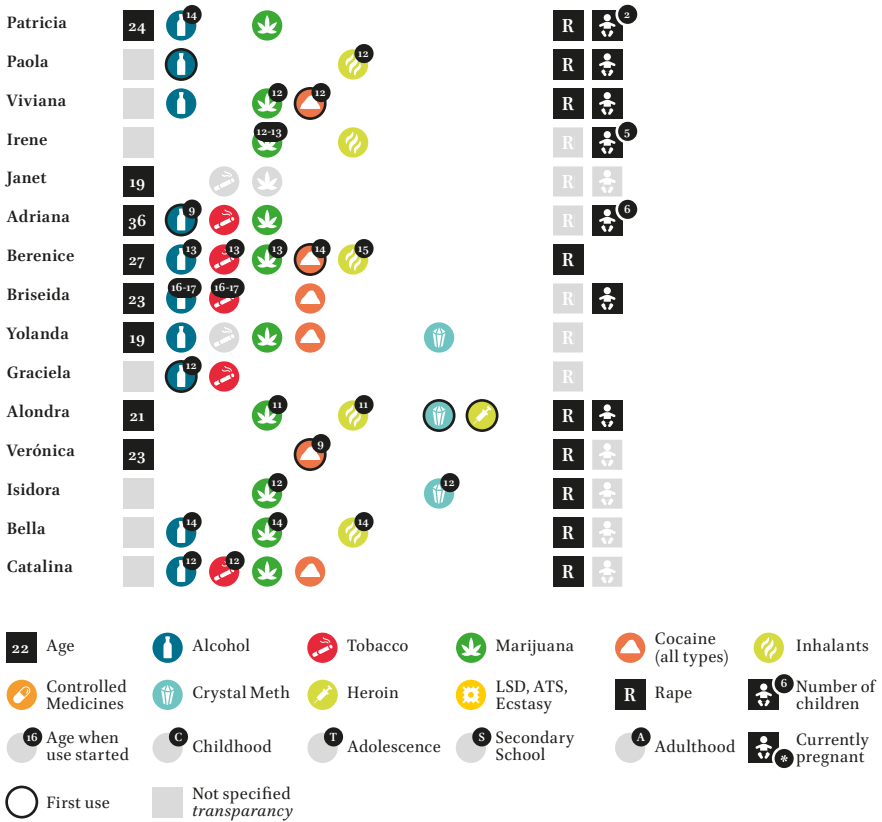 Patricia 24 14 R 2
Paola 12 R
Viviana 12 12 R
Irene 12-13 R 5
Janet 19 R
Adriana 36 9 R 6
Berenice 27 13 13 13 14 15 R
Briseida 23 16-17 16-17 R
Yolanda 19 R
Graciela 12 R
Alondra 21 11 11 R
Verónica 23 9 R
Isidora 12 12 R
Bella 14 14 14 R
Catalina 12 12 R
22 Age Alcohol Tobacco Marijuana Cocaine
(all types) Inhalants
Controlled
Medicines Crystal Meth Heroin LSD, ATS,
Ecstasy R Rape 6 Number of
children
16 Age when
use started C Childhood T Adolescence S Secondary
School A Adulthood * Currently
pregnant
First use Not specified
transparancy